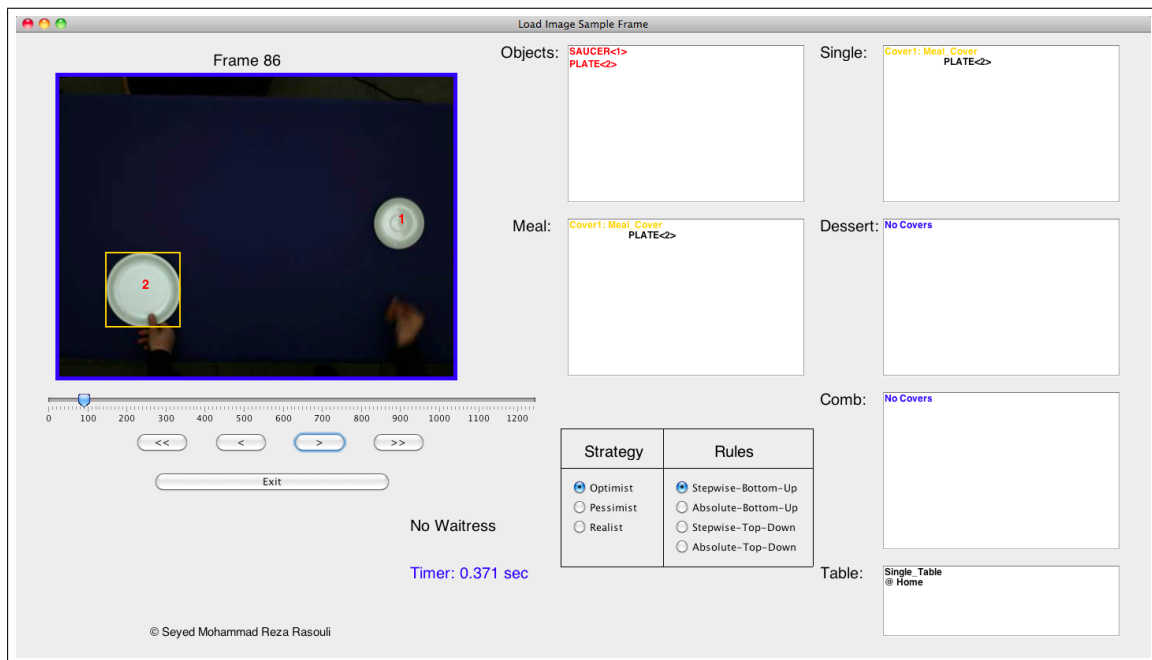 Load Image Sample Frame
Frame 86
1
2
0 100 200 300 400 500 600 700 800 900 1000 1100 1200
<< < > >>
Exit
No Waitress
Timer: 0.371 sec
© Seyed Mohammad Reza Rasouli
Objects:
SAUCER<1>
PLATE<2>
Single:
Cover1: Meal_Cover
PLATE<2>
Meal:
Cover1: Meal_Cover
PLATE<2>
Dessert:
No Covers
Comb:
No Covers
Strategy
Optimist
Pessimist
Realist
Rules
Stepwise-Bottom-Up
Absolute-Bottom-Up
Stepwise-Top-Down
Absolute-Top-Down
Table:
Single_Table
@ Home